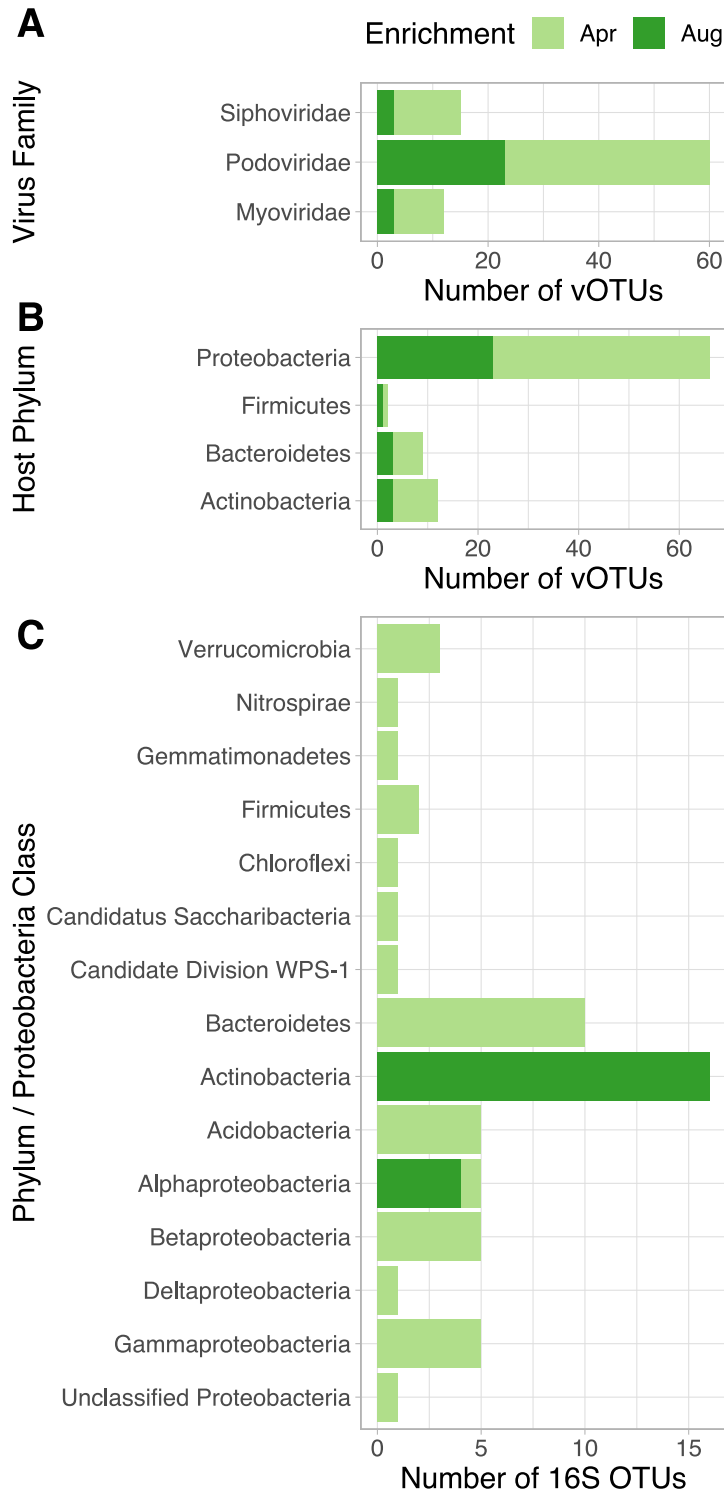 A
Enrichment Apr Aug
Virus Family
Siphoviridae
Podoviridae
Myoviridae
0 20 40 60
Number of vOTUs
B
Host Phylum
Proteobacteria
Firmicutes
Bacteroidetes
Actinobacteria
0 20 40 60
Number of vOTUs
C
Phylum / Proteobacteria Class
Verrucomicrobia
Nitrospirae
Gemmatimonadetes
Firmicutes
Chloroflexi
Candidatus Saccharibacteria
Candidate Division WPS-1
Bacteroidetes
Actinobacteria
Acidobacteria
Alphaproteobacteria
Betaproteobacteria
Deltaproteobacteria
Gammaproteobacteria
Unclassified Proteobacteria
0 5 10 15
Number of 16S OTUs